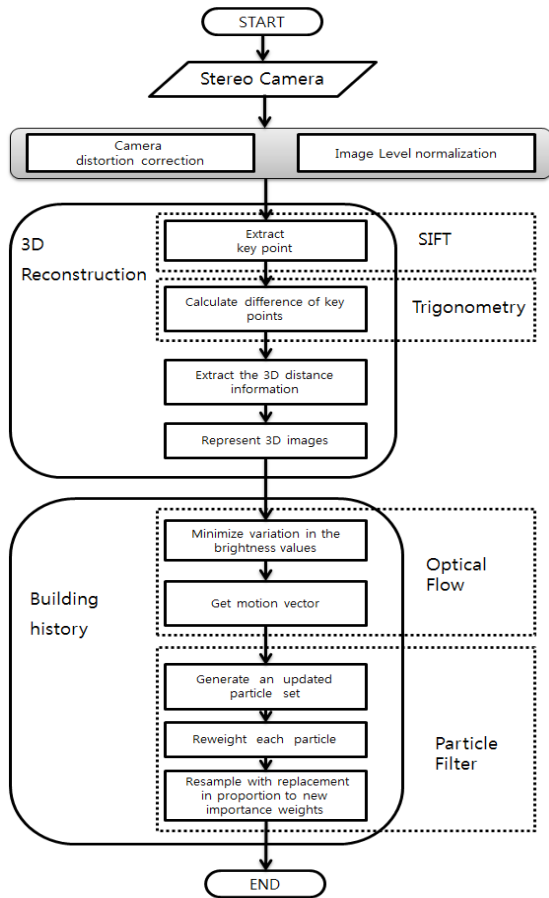 START
Stereo Camera
Camera
distortion correction
Image Level normalization
3D
Reconstruction
Extract
key point
SIFT
Calculate difference of key
points
Trigonometry
Extract the 3D distance
information
Represent 3D images
Building
history
Minimize variation in the
brightness values
Optical
Flow
Get motion vector
Generate an updated
particle set
Reweight each particle
Particle
Filter
Resample with replacement
in proportion to new
importance weights
END